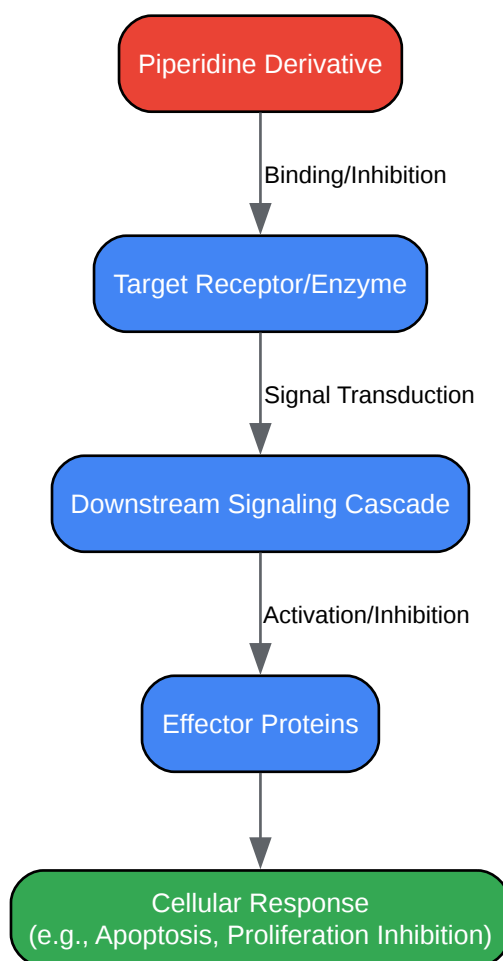 Piperidine Derivative
Binding/Inhibition
Target Receptor/Enzyme
Signal Transduction
Downstream Signaling Cascade
Activation/Inhibition
Effector Proteins
Cellular Response
(e.g., Apoptosis, Proliferation Inhibition)